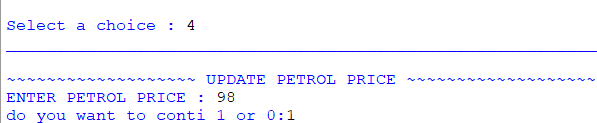 Select a choice : 4
~~~~~~~~~~~~~~~~~~~ UPDATE PETROL PRICE ~~~~~~~~~~~~~~~~~~~
ENTER PETROL PRICE : 98
do you want to conti 1 or 0:1